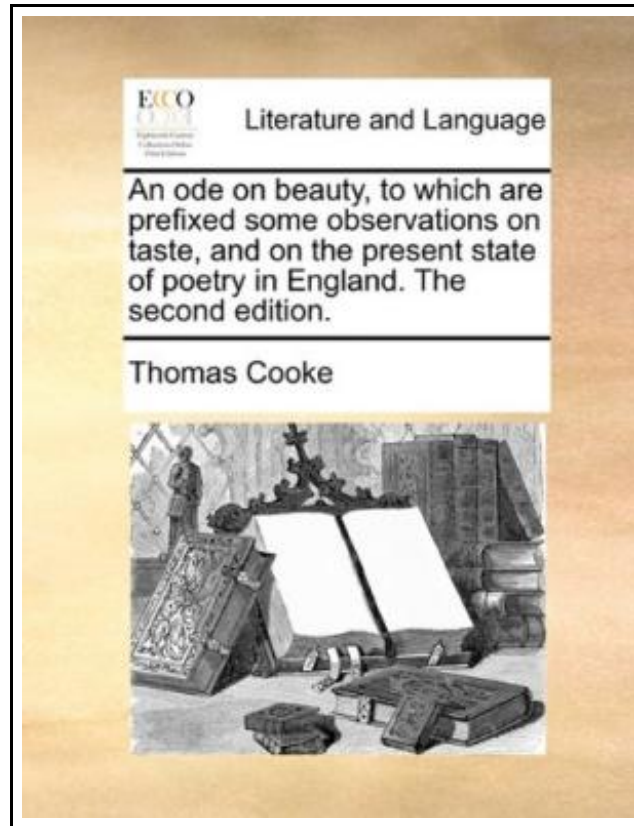 ECCO
Literature and Language
An ode on beauty, to which are
prefixed some observations on
taste, and on the present state
of poetry in England. The
second edition.
Thomas Cooke